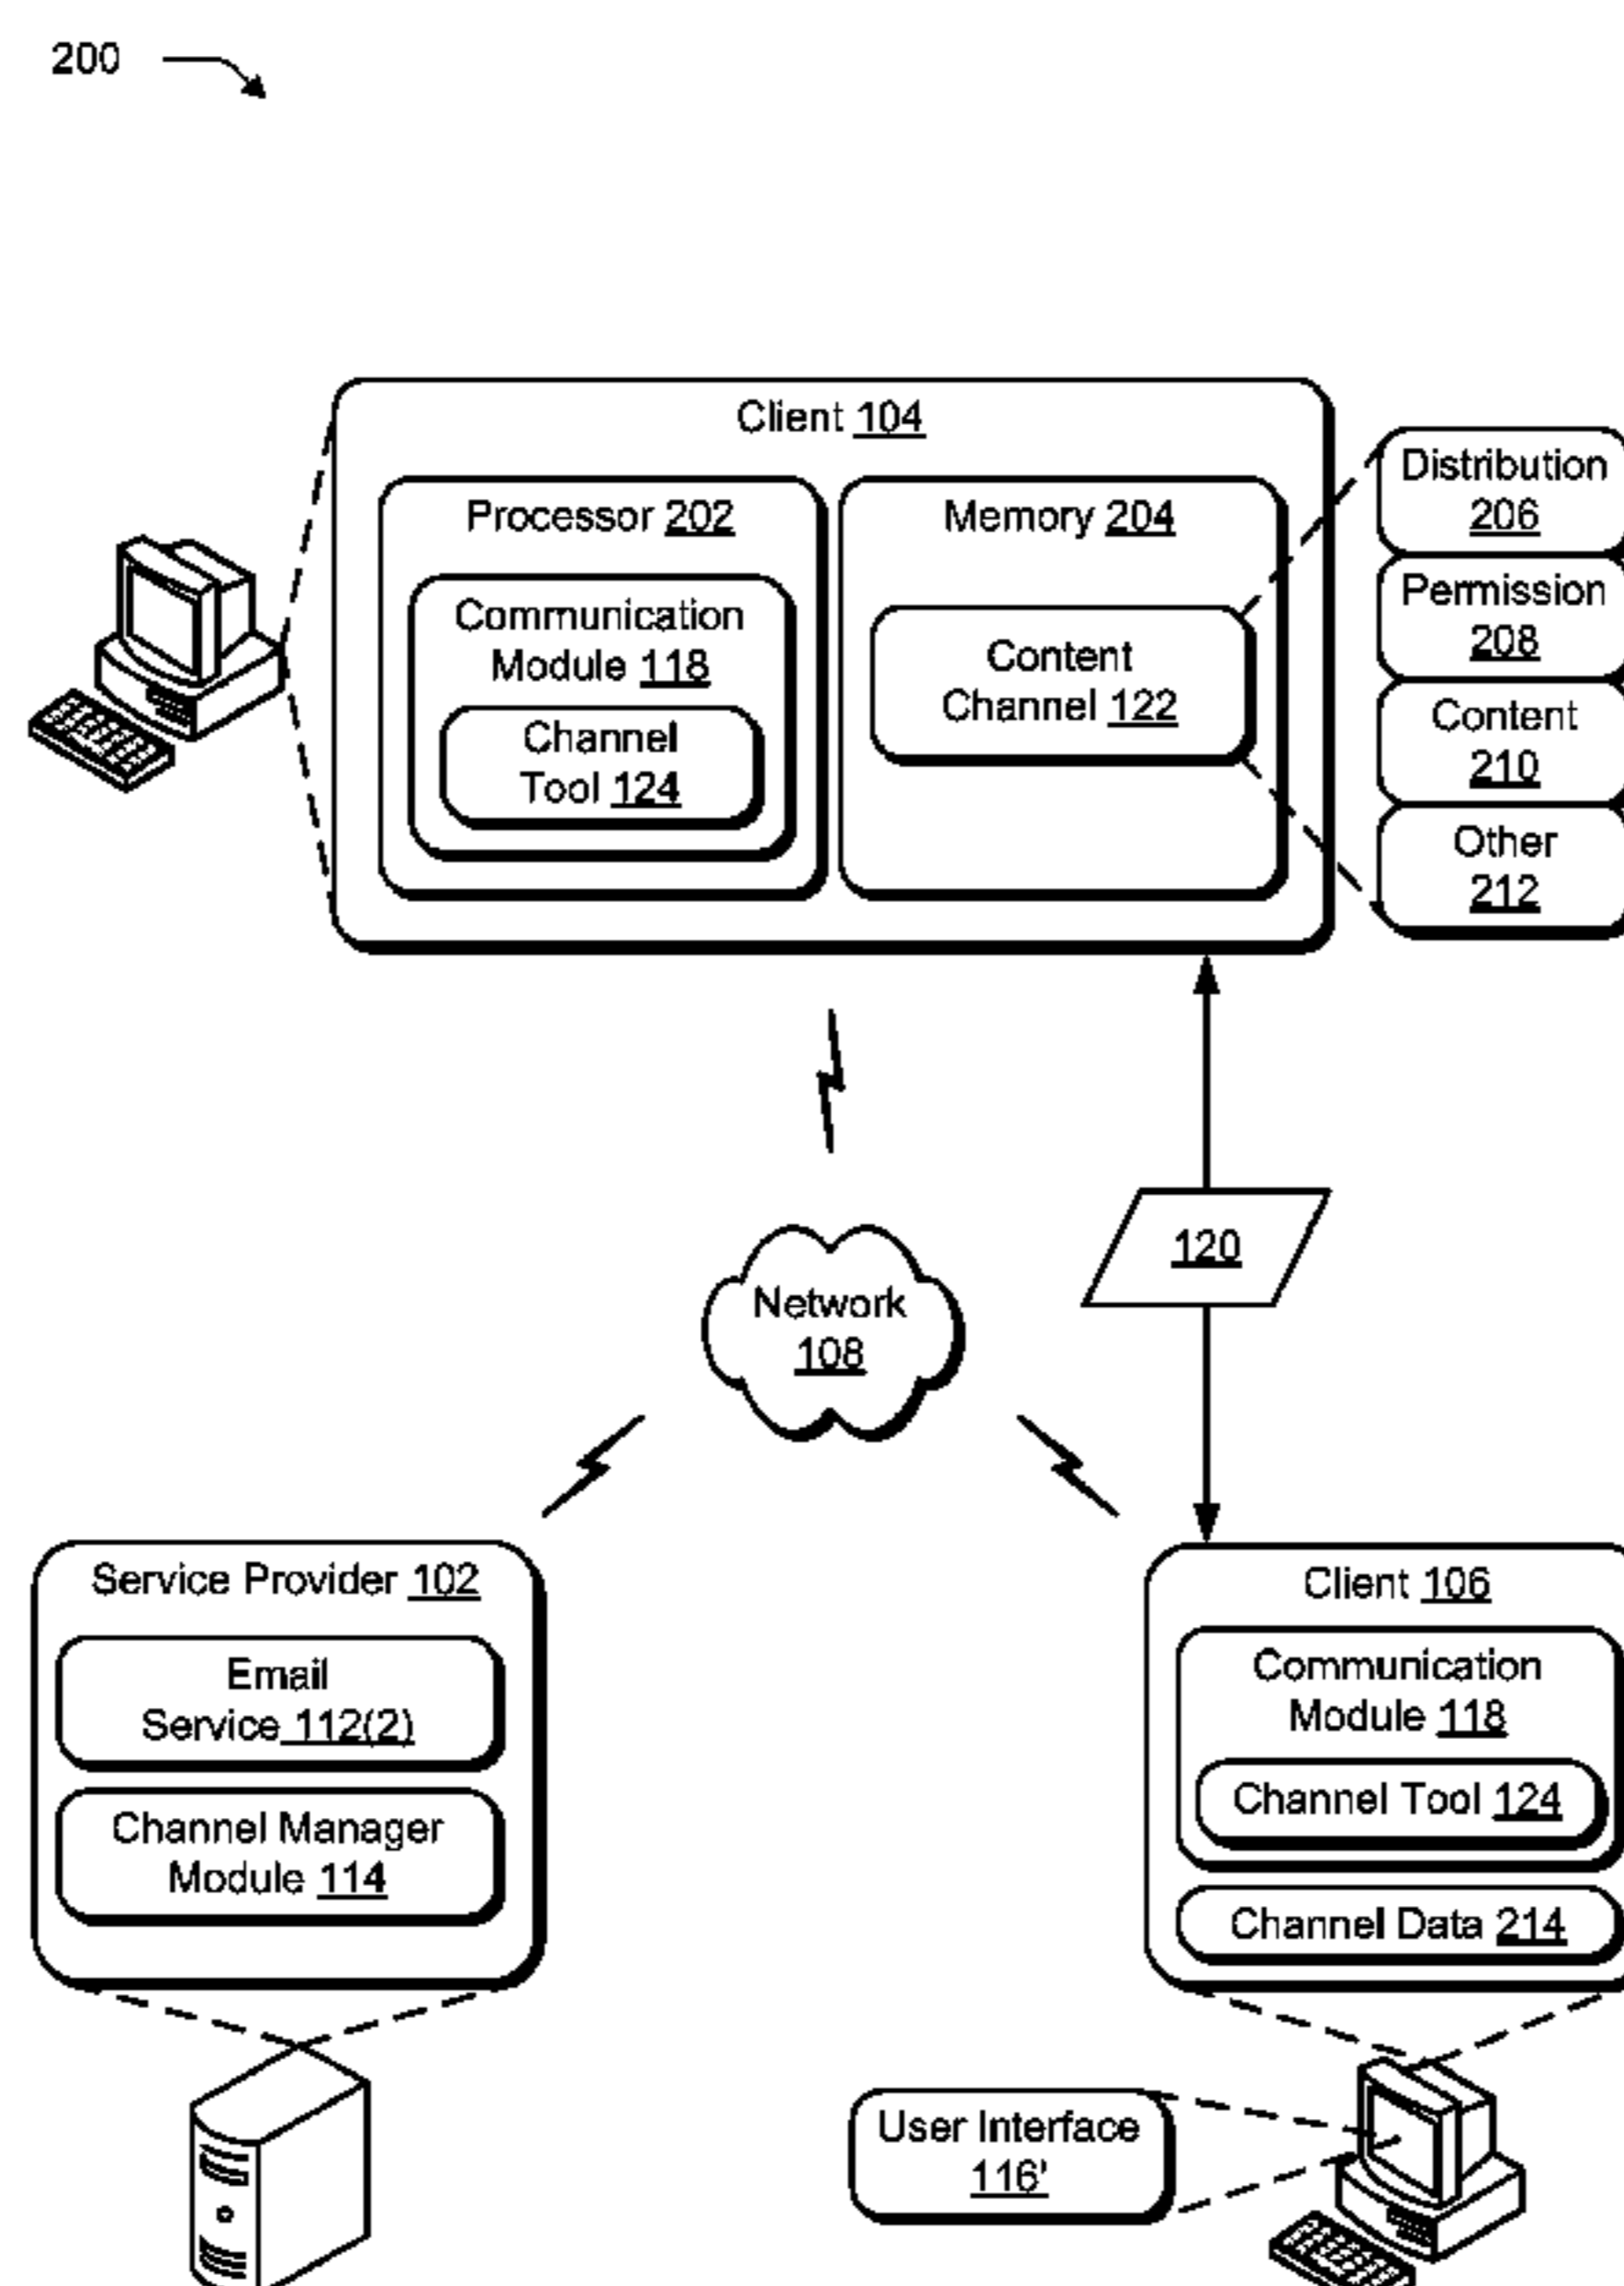 200
Client 104
Processor 202
Communication
Module 118
Channel
Tool 124
Memory 204
Content
Channel 122
Distribution
206
Permission
208
Content
210
Other
212
120
Network
108
Service Provider 102
Email
Service 112(2)
Channel Manager
Module 114
Client 106
Communication
Module 118
Channel Tool 124
Channel Data 214
User Interface
116'